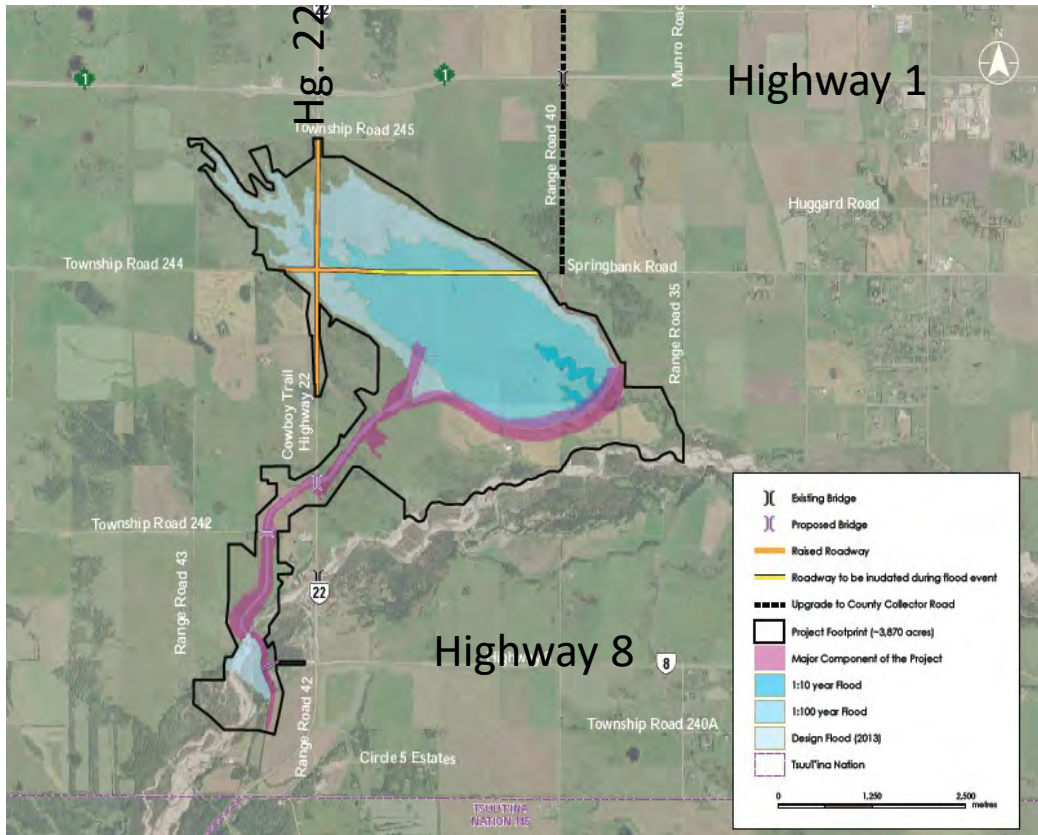 22
Hg. 22
Munro Road
N
1
1
Highway 1
Township Road 245
Range Road 40
Huggard Road
Township Road 244
Springbank Road
Range Road 35
Cowboy Trail
Highway 22
Township Road 242
Range Road 43
22
Highway 8
Highway
8
Range Road 42
Township Road 240A
Circle 5 Estates
TSUUT'INA
NATION 145
Existing Bridge
Proposed Bridge
Raised Roadway
Roadway to be inudated during flood event
Upgrade to County Collector Road
Project Footprint (~3,870 acres)
Major Component of the Project
1:10 year Flood
1:100 year Flood
Design Flood (2013)
Tsuut'ina Nation
0 1,250 2,500
metres